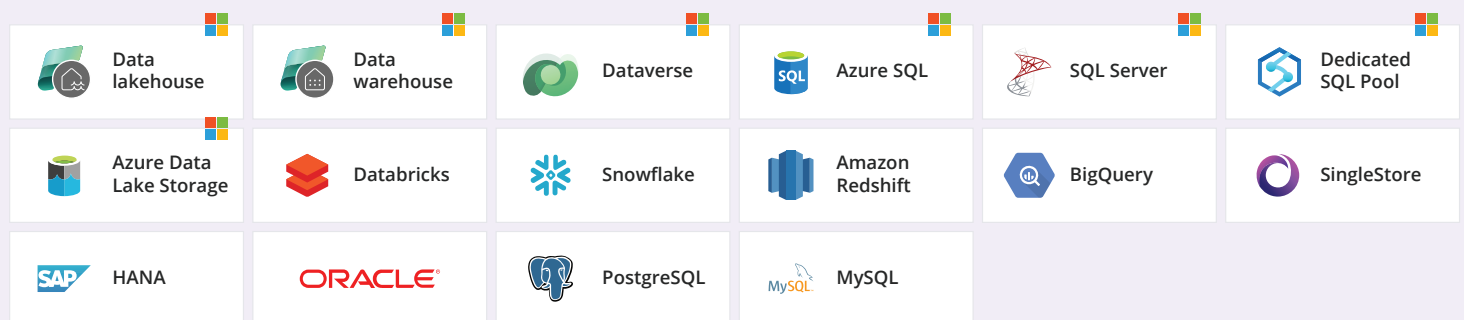 Data
lakehouse
Data
warehouse
Dataverse
SQL
Azure SQL
SQL Server
Dedicated
SQL Pool
Azure Data
Lake Storage
Databricks
Snowflake
Amazon
Redshift
BigQuery
SingleStore
SAP
HANA
ORACLE®
PostgreSQL
MySQL
MySQL